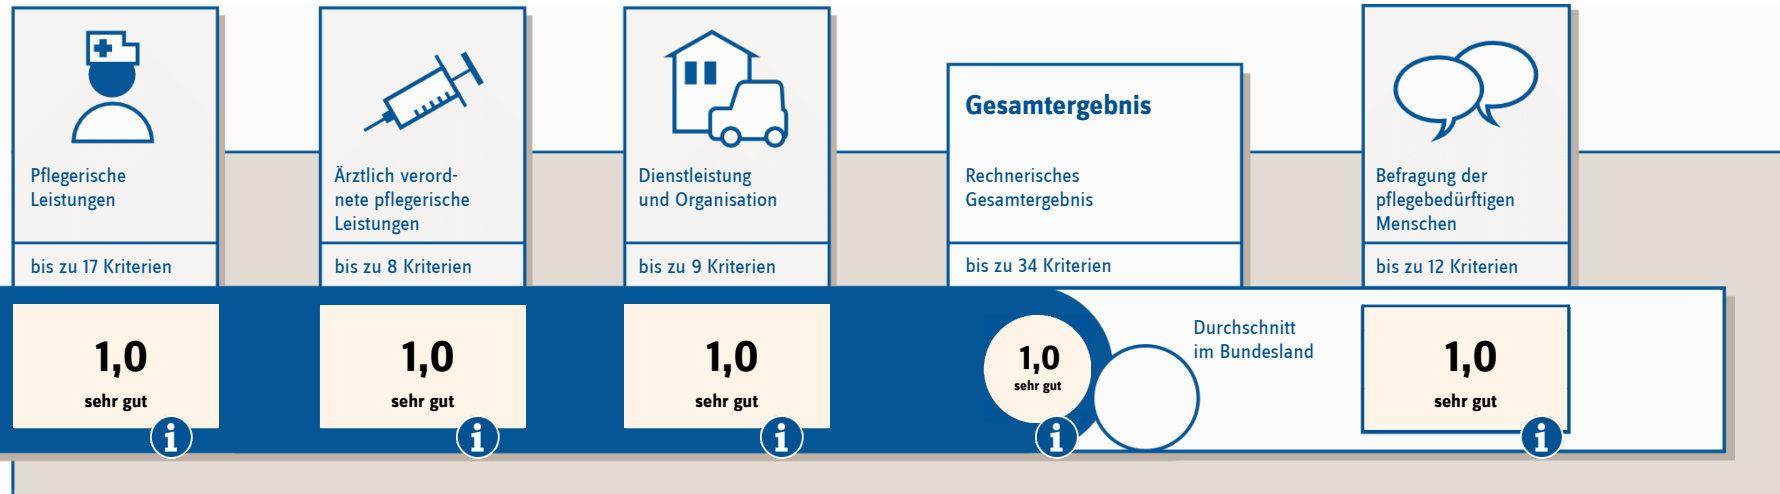 Pflegerische
Leistungen
bis zu 17 Kriterien
1,0
sehr gut
i
Ärztlich verord-
nete pflegerische
Leistungen
bis zu 8 Kriterien
1,0
sehr gut
i
Dienstleistung
und Organisation
bis zu 9 Kriterien
1,0
sehr gut
i
Gesamtergebnis
Rechnerisches
Gesamtergebnis
bis zu 34 Kriterien
1,0
sehr gut
i
Durchschnitt
im Bundesland
Befragung der
pflegebedürftigen
Menschen
bis zu 12 Kriterien
1,0
sehr gut
i